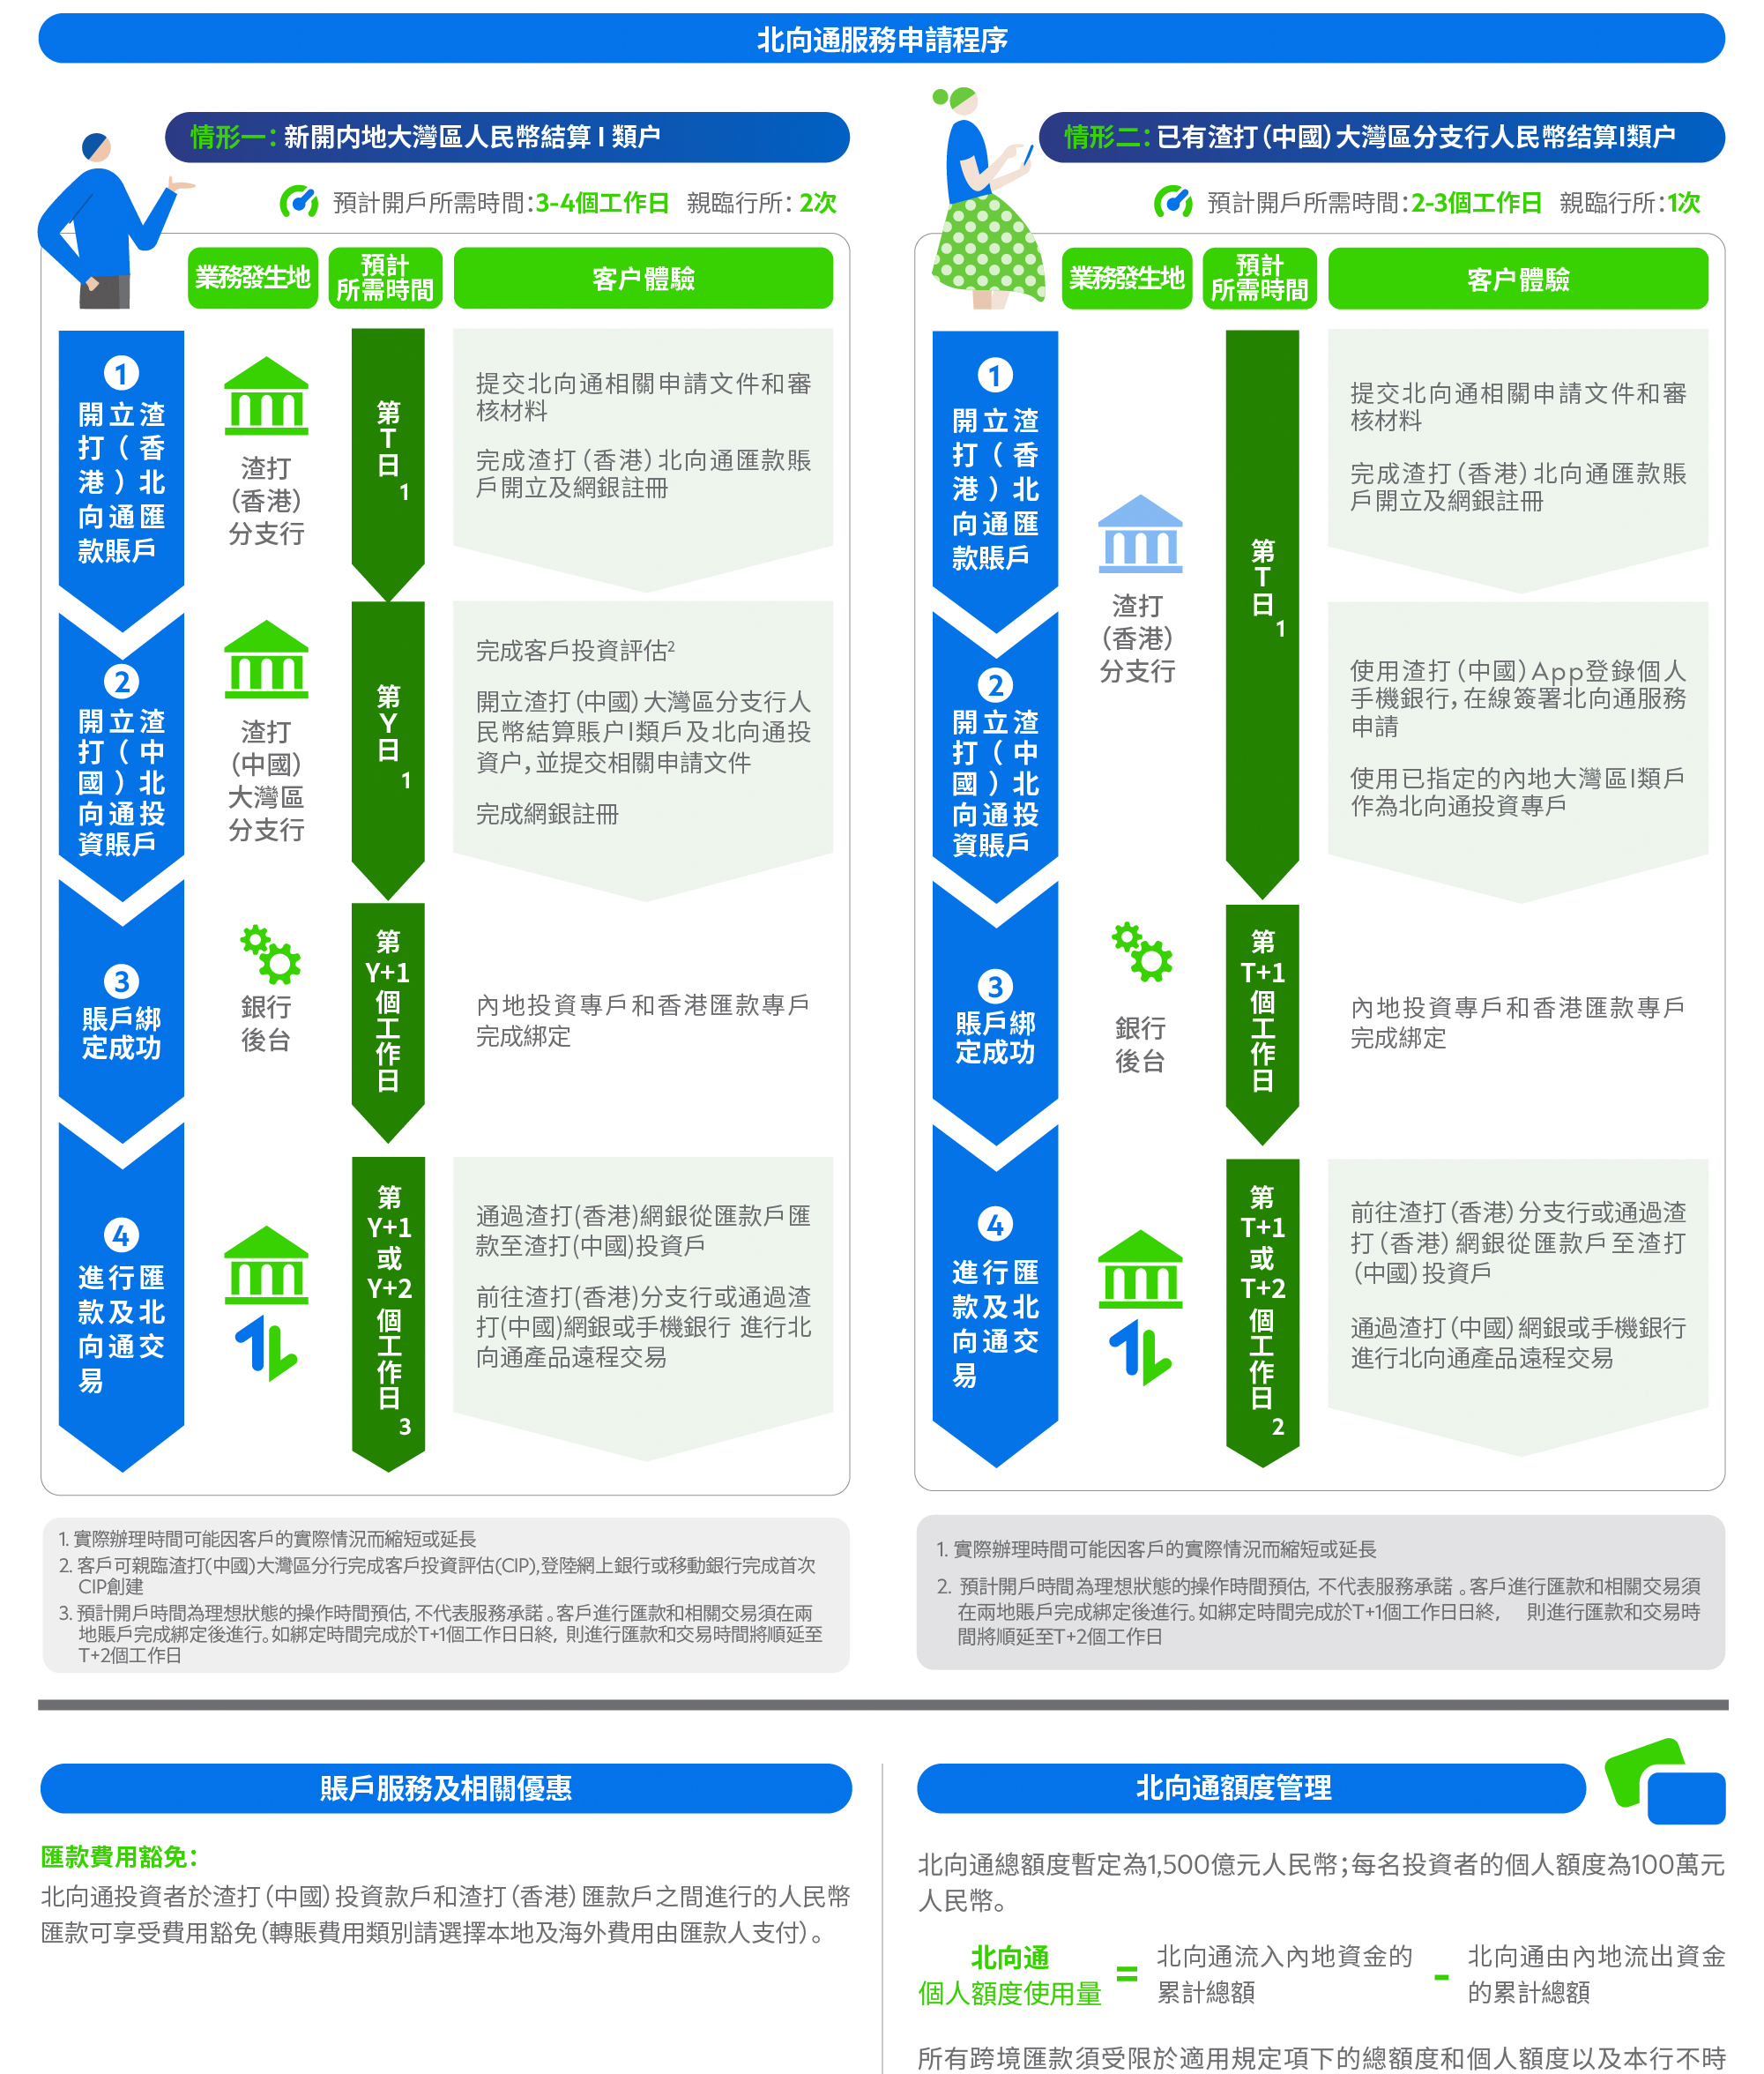 北向通服務申請程序
情形一：新開内地大灣區人民幣結算 I 類户
預計開戶所需時間：3-4個工作日 親臨行所：2次
業務發生地
預計
所需時間
客户體驗
1
開立渣
打（香
港）北
向通匯
款賬戶
渣打
（香港）
分支行
第
T
日
1
提交北向通相關申請文件和審
核材料
完成渣打（香港）北向通匯款賬
戶開立及網銀註冊
2
開立渣
打（中
國）北
向通投
資賬戶
渣打
（中國）
大灣區
分支行
第
Y
日
1
完成客戶投資評估2
開立渣打（中國）大灣區分支行人
民幣結算賬户I類戶及北向通投
資户，並提交相關申請文件
完成網銀註冊
3
賬戶綁
定成功
銀行
後台
第
Y+1
個
工
作
日
內地投資專戶和香港匯款專戶
完成綁定
4
進行匯
款及北
向通交
易
第
Y+1
或
Y+2
個
工
作
日
3
通過渣打(香港)網銀從匯款戶匯
款至渣打(中國)投資戶
前往渣打(香港)分支行或通過渣
打(中國)網銀或手機銀行 進行北
向通產品遠程交易
1. 實際辦理時間可能因客戶的實際情況而縮短或延長
2. 客戶可親臨渣打(中國)大灣區分行完成客戶投資評估(CIP),登陸網上銀行或移動銀行完成首次
CIP創建
3. 預計開戶時間為理想狀態的操作時間預估, 不代表服務承諾 。客戶進行匯款和相關交易須在兩
地賬戶完成綁定後進行。如綁定時間完成於T+1個工作日日終, 則進行匯款和交易時間將順延至
T+2個工作日
情形二：已有渣打（中國）大灣區分支行人民幣结算I類户
預計開戶所需時間：2-3個工作日 親臨行所：1次
業務發生地
預計
所需時間
客户體驗
1
開立渣
打（香
港）北
向通匯
款賬戶
渣打
（香港）
分支行
第
T
日
1
提交北向通相關申請文件和審
核材料
完成渣打（香港）北向通匯款賬
戶開立及網銀註冊
2
開立渣
打（中
國）北
向通投
資賬戶
使用渣打（中國）App登錄個人
手機銀行，在線簽署北向通服務
申請
使用已指定的內地大灣區I類戶
作為北向通投資專戶
3
賬戶綁
定成功
銀行
後台
第
T+1
個
工
作
日
內地投資專戶和香港匯款專戶
完成綁定
4
進行匯
款及北
向通交
易
第
T+1
或
T+2
個
工
作
日
2
前往渣打（香港）分支行或通過渣
打（香港）網銀從匯款戶至渣打
（中國）投資戶
通過渣打（中國）網銀或手機銀行
進行北向通產品遠程交易
1. 實際辦理時間可能因客戶的實際情況而縮短或延長
2. 預計開戶時間為理想狀態的操作時間預估, 不代表服務承諾 。客戶進行匯款和相關交易須
在兩地賬戶完成綁定後進行。如綁定時間完成於T+1個工作日日終, 則進行匯款和交易時
間將順延至T+2個工作日
賬戶服務及相關優惠
匯款費用豁免：
北向通投資者於渣打（中國）投資款戶和渣打（香港）匯款戶之間進行的人民幣
匯款可享受費用豁免（轉賬費用類別請選擇本地及海外費用由匯款人支付）。
北向通額度管理
北向通總額度暫定為1,500億元人民幣；每名投資者的個人額度為100萬元
人民幣。
北向通
個人額度使用量
=
北向通流入內地資金的
累計總額
-
北向通由內地流出資金
的累計總額
所有跨境匯款須受限於適用規定項下的總額度和個人額度以及本行不時